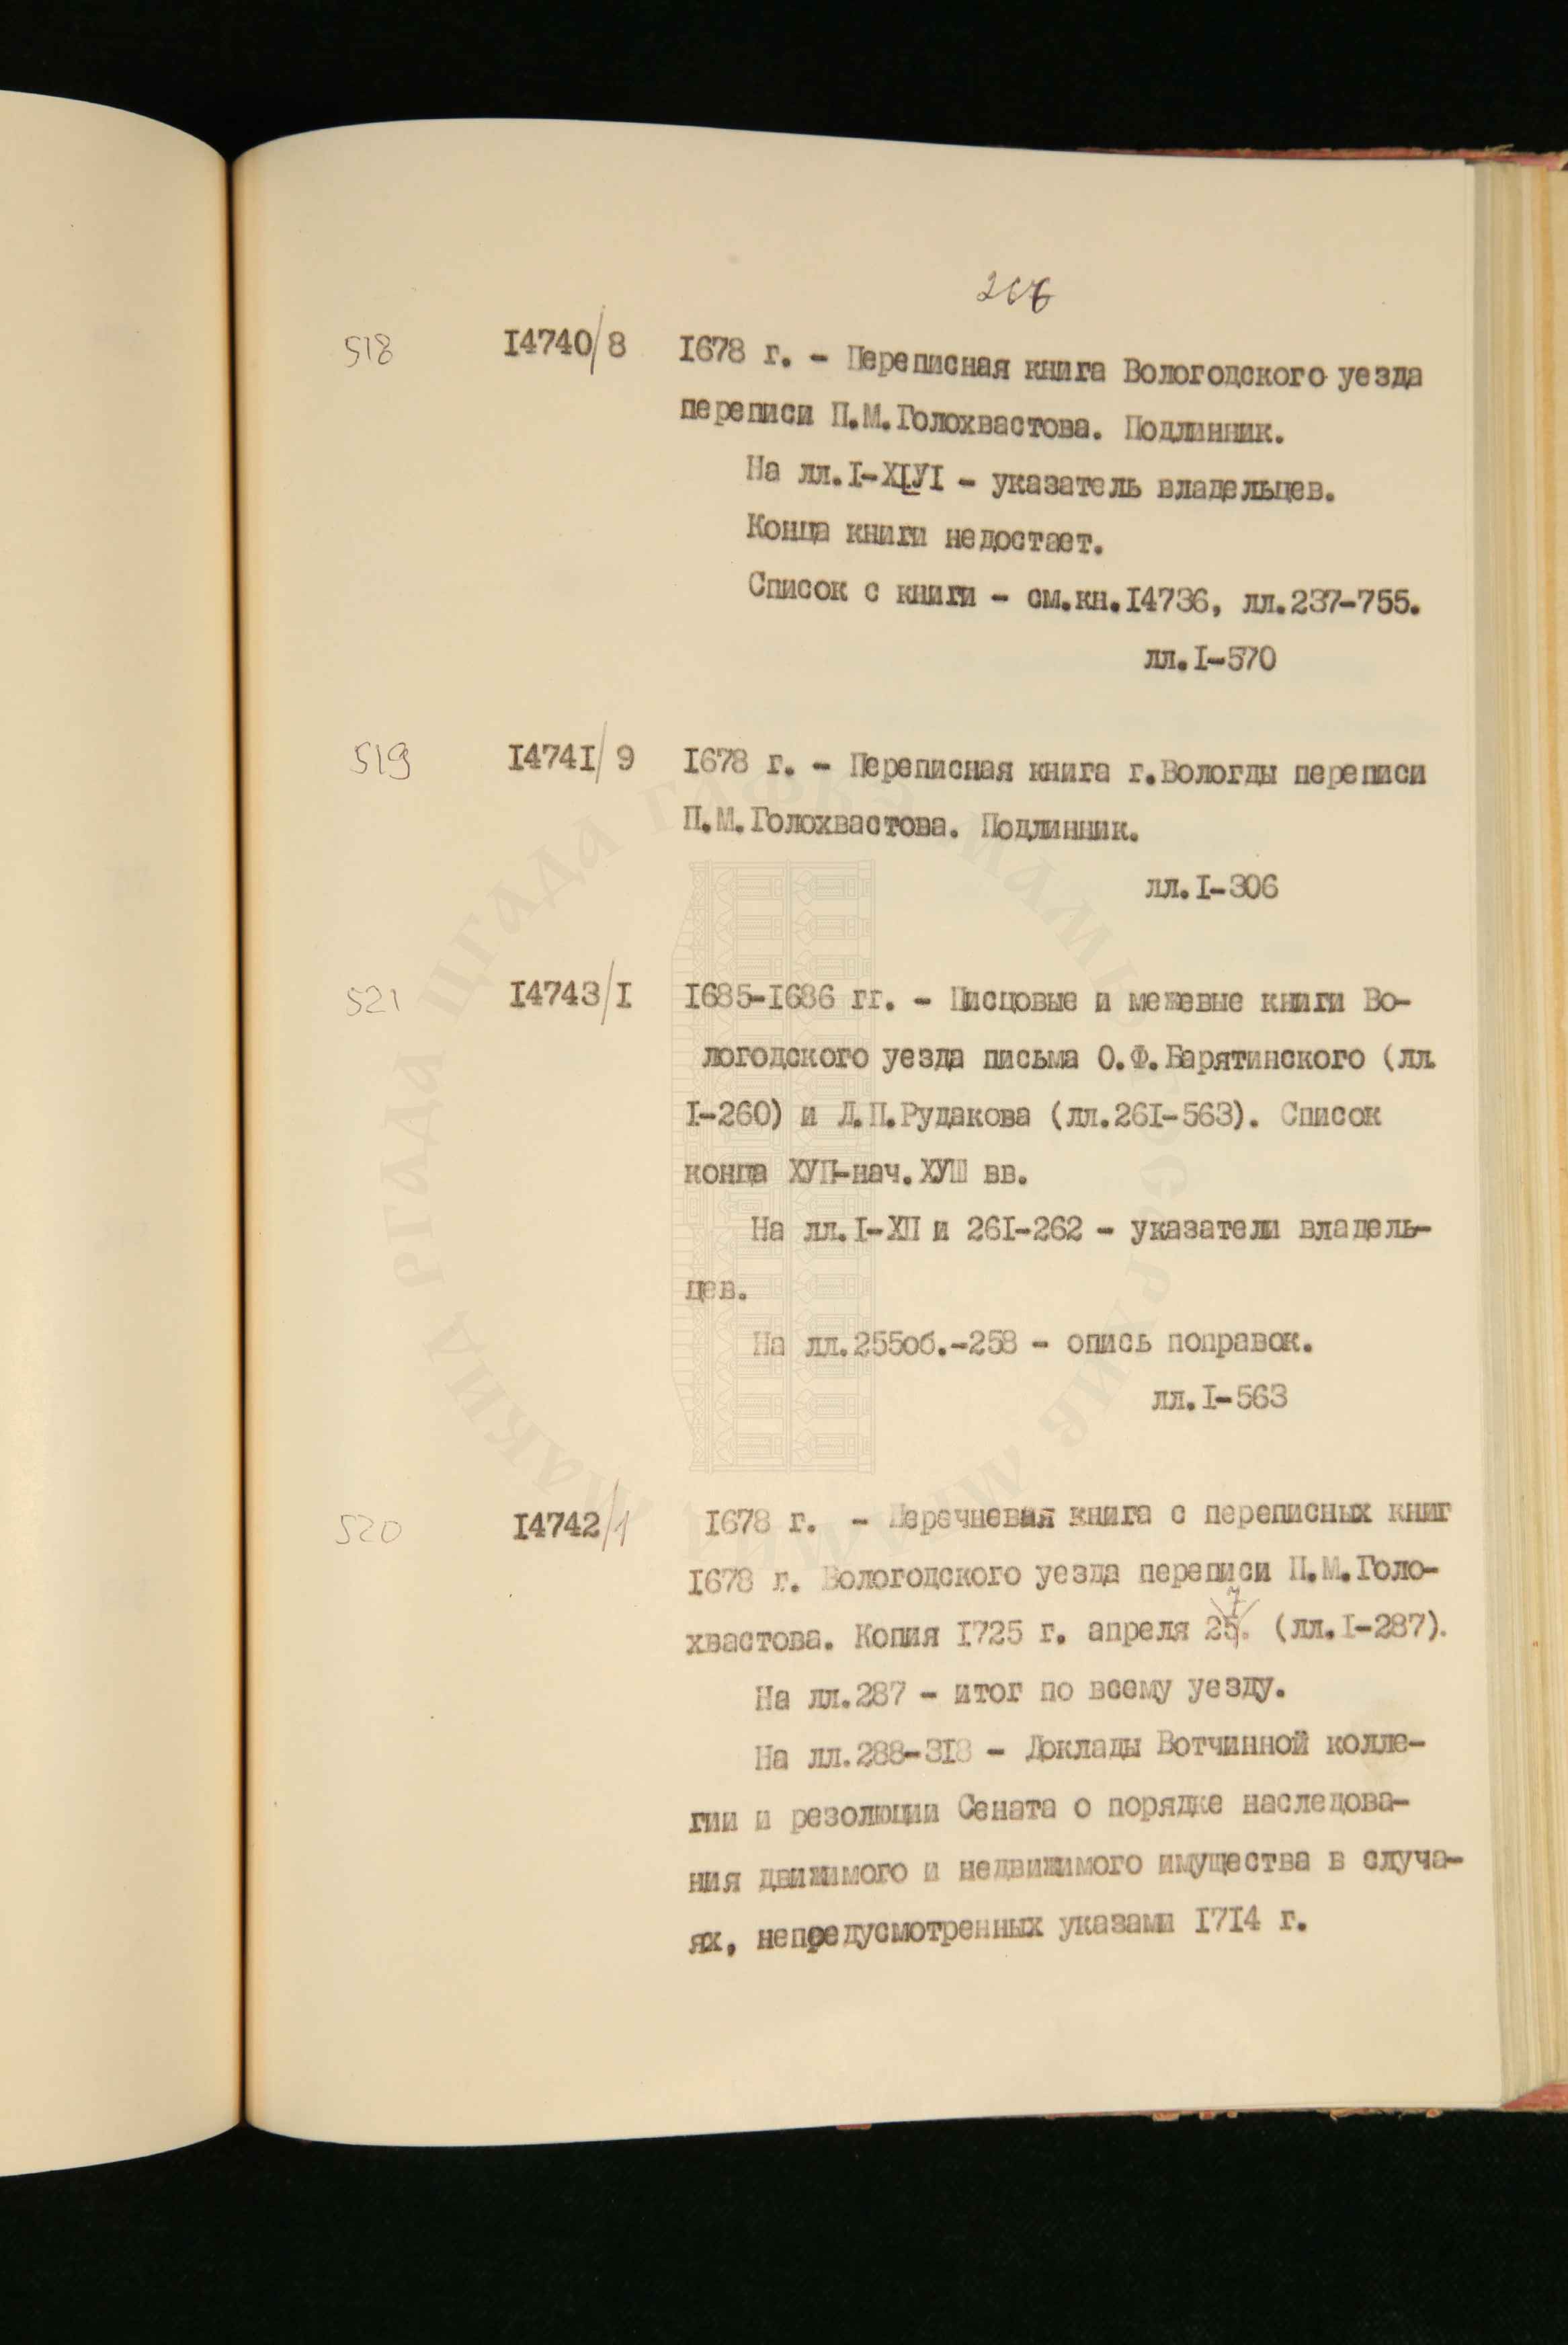 518 14740/8 1678 г. - Переписная книга Вологодского уезда
переписи П.М.Голохвастова. Подлинник.
На лл.I-XLУI - указатель владельцев.
Конца книги недостает.
Список с книги - см.кн.14736, лл.237-755.
лл.I-570
519 14741/9 1678 г. - Переписная книга г.Вологды переписи
П.М.Голохвастова. Подлинник.
лл.I-306
521 14743/I 1685-1686 гг. - Писцовые и межевые книги Во-
логодского уезда письма О.Ф.Барятинского (лл.
I-260) и Л.П.Рудакова (лл.261-563). Список
конца ХУП-нач.ХУШ вв.
На лл.I-XII и 261-262 - указатели владель-
цев.
На лл.255об.-258 - опись поправок.
лл.I-563
520 14742/1 1678 г. - Перечневая книга с переписных книг
1678 г. Вологодского уезда переписи П.М.Голо-
7
хвастова. Копия 1725 г. апреля 25. (лл.I-287).
На лл.287 - итог по всему уезду.
На лл.288-318 - Доклады Вотчинной колле-
гии и резолюции Сената о порядке наследова-
ния движимого и недвижимого имущества в случа-
ях, непредусмотренных указами 1714 г.